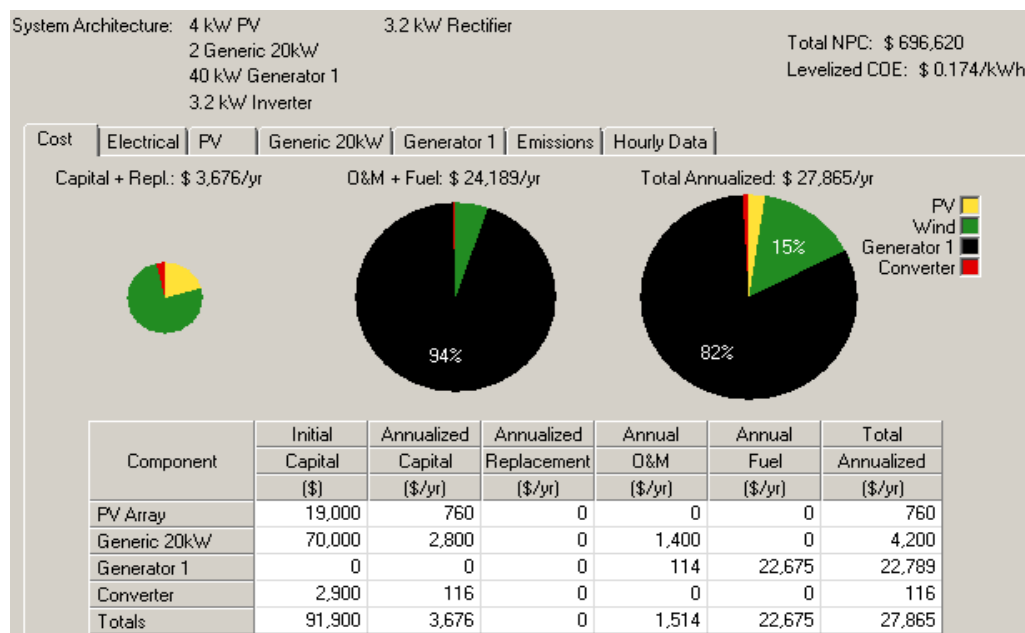 System Architecture: 4 kW PV 3.2 kW Rectifier
2 Generic 20kW
40 kW Generator 1
3.2 kW Inverter
Total NPC: $ 696,620
Levelized COE: $ 0.174/kWh
Cost Electrical PV Generic 20kW Generator 1 Emissions Hourly Data
Capital + Repl.: $ 3,676/yr O&M + Fuel: $ 24,189/yr Total Annualized: $ 27,865/yr
PV
Wind
Generator 1
Converter
94%
15%
82%
Component Initial Capital ($) Annualized Capital ($/yr) Annualized Replacement ($/yr) Annual O&M ($/yr) Annual Fuel ($/yr) Total Annualized ($/yr)
PV Array 19,000 760 0 0 0 760
Generic 20kW 70,000 2,800 0 1,400 0 4,200
Generator 1 0 0 0 114 22,675 22,789
Converter 2,900 116 0 0 0 116
Totals 91,900 3,676 0 1,514 22,675 27,865